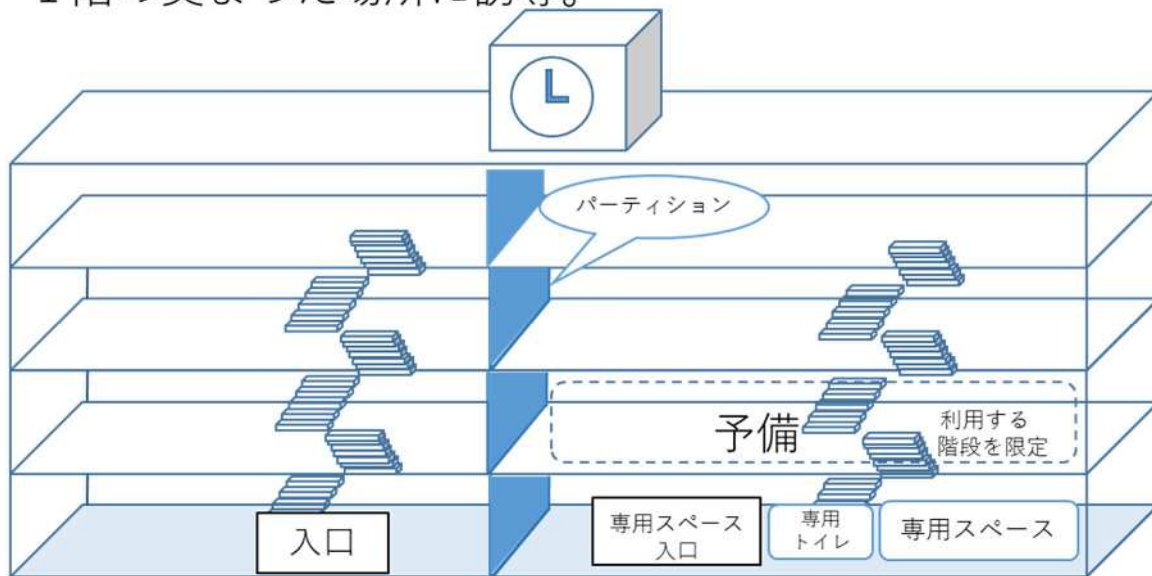 パーティション
予備
利用する
階段を限定
入口
専用スペース
入口
専用
トイレ
専用スペース